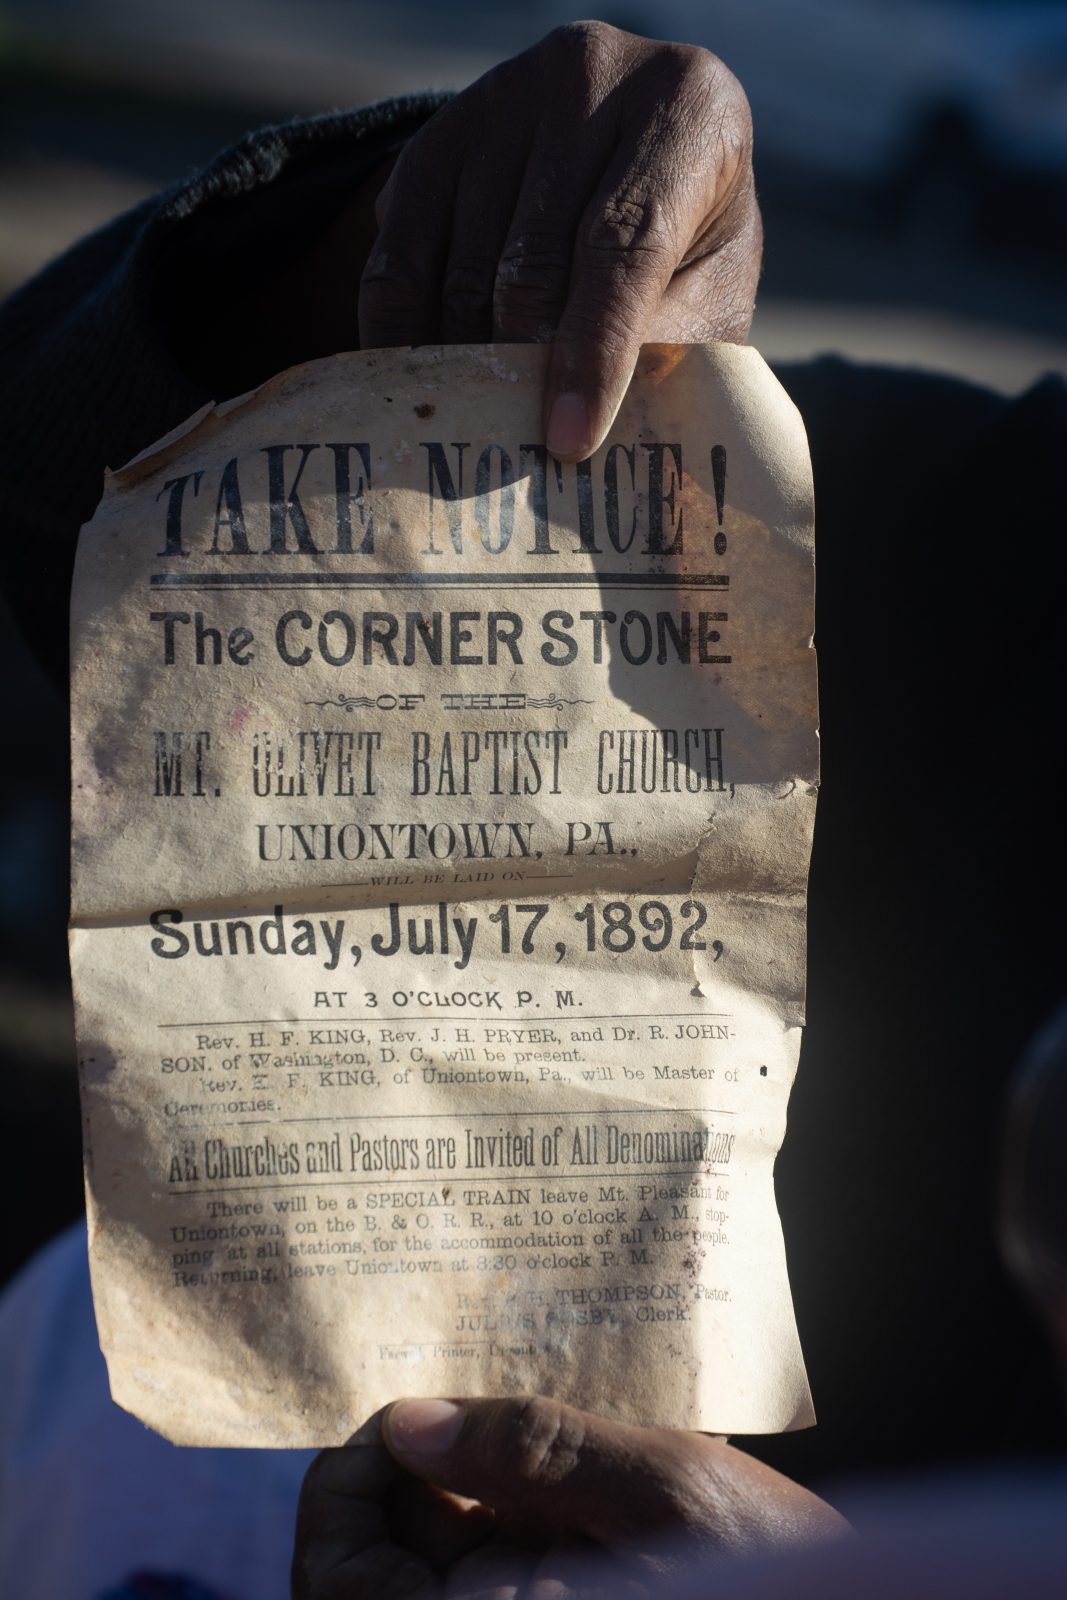 TAKE NOTICE!
The CORNER STONE
OF THE
MT. OLIVET BAPTIST CHURCH,
UNIONTOWN, PA.,
WILL BE LAID ON
Sunday, July 17, 1892,
AT 3 O'CLOCK P. M.
Rev. H. F. KING, Rev. J. H. PRYER, and Dr. R. JOHN-
SON, of Washington, D. C., will be present.
Rev. F. KING, of Uniontown, Pa., will be Master of
Ceremonies.
All Churches and Pastors are Invited of All Denominations
There will be a SPECIAL TRAIN leave Mt. Pleasant for
Uniontown, on the B. & O. R. R., at 10 o'clock A. M., stop-
ping at all stations, for the accommodation of all the people.
Returning, leave Uniontown at 8:30 o'clock P. M.
H. THOMPSON, Pastor.
JULIUS Clerk.
Printer,